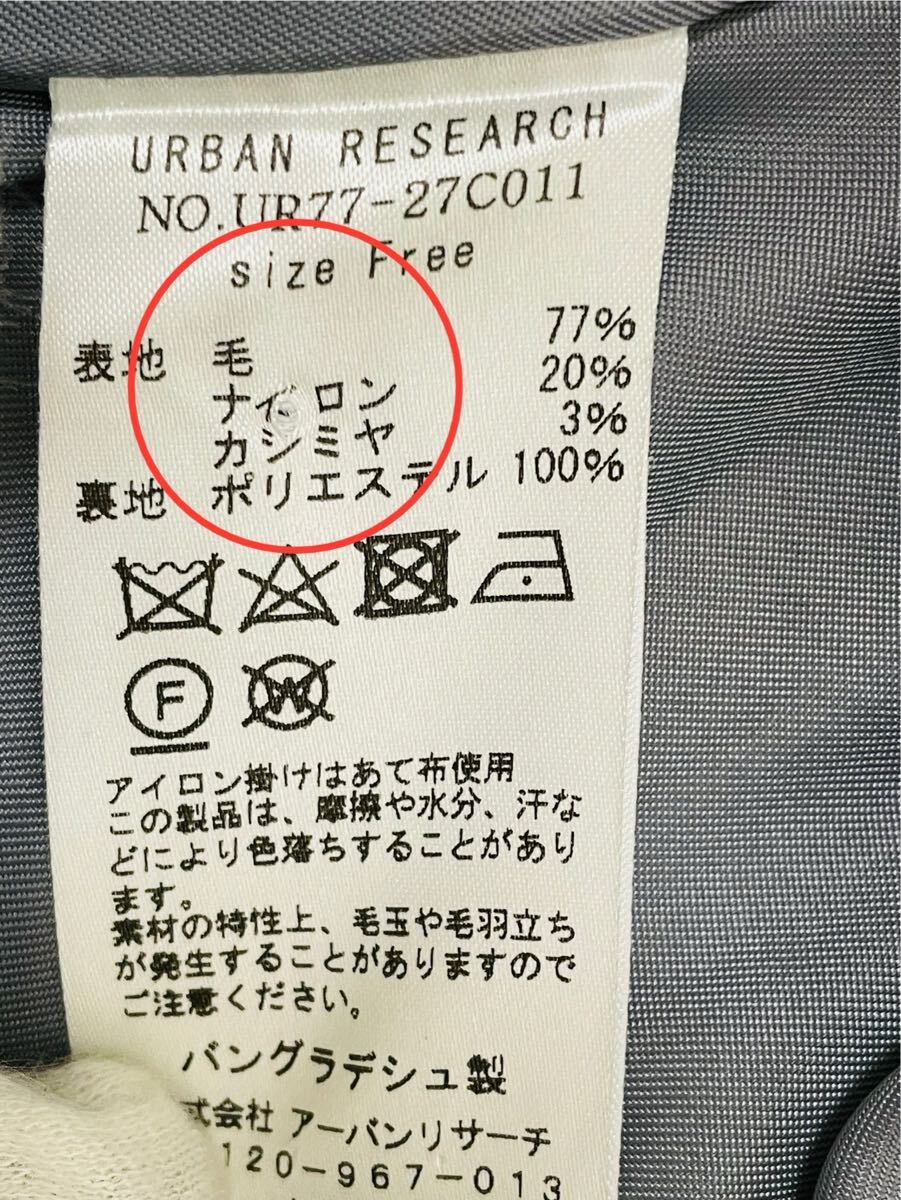 URBAN RESEARCH
NO.UR77-27C011
size Free
表地 毛 77%
ナイロン 20%
カシミヤ 3%
裏地 ポリエステル 100%
F
W
アイロン掛けはあて布使用
この製品は、摩擦や水分、汗な
どにより色落ちすることがあり
ます。
素材の特性上、毛玉や毛羽立ち
が発生することがありますので
ご注意ください。
バングラデシュ製
式会社 アーバンリサーチ
120-967-013